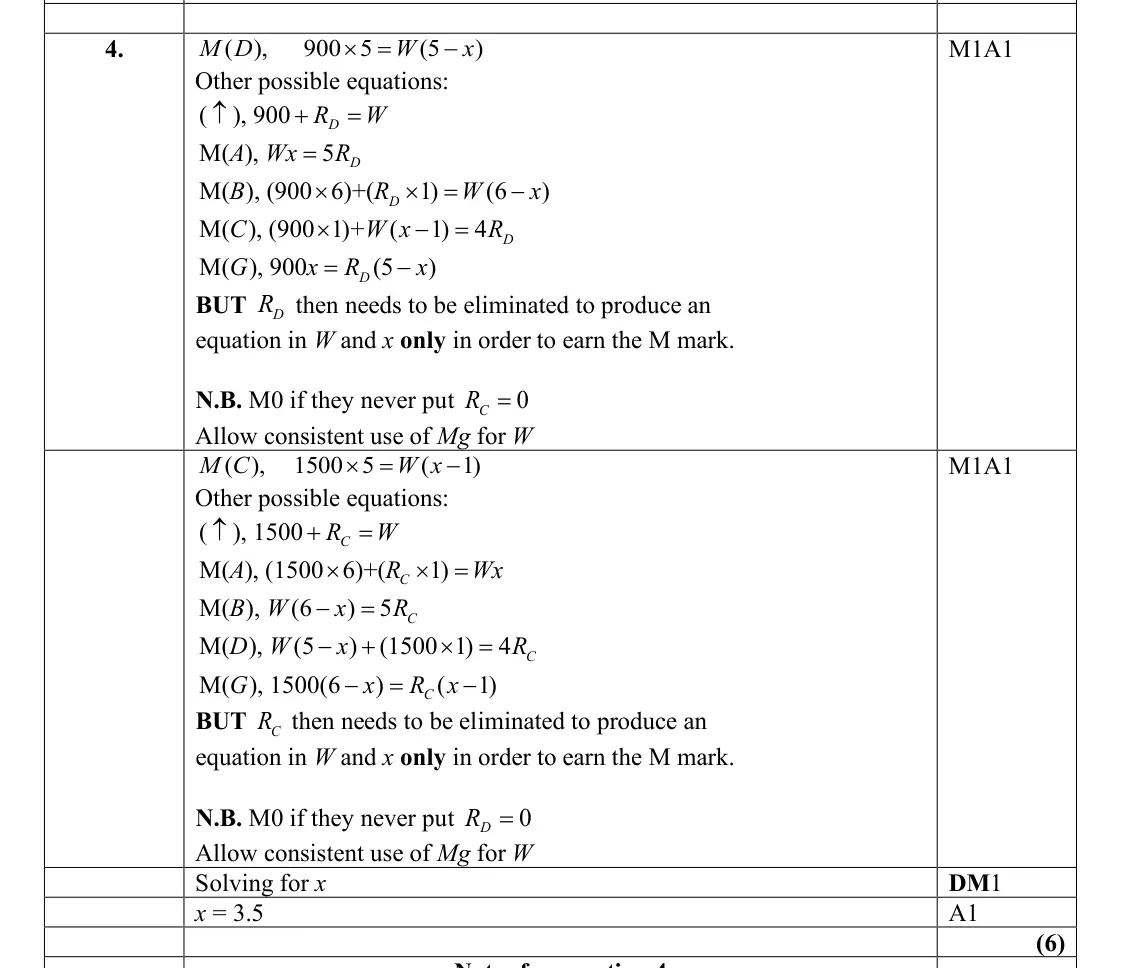 4.
M(D), 900 × 5 = W(5 − x)
M1A1
Other possible equations:
(↑), 900 + R_D = W
M(A), Wx = 5R_D
M(B), (900 × 6)+(R_D × 1) = W(6 − x)
M(C), (900 × 1)+W(x − 1) = 4R_D
M(G), 900x = R_D(5 − x)
BUT R_D then needs to be eliminated to produce an
equation in W and x only in order to earn the M mark.
N.B. M0 if they never put R_C = 0
Allow consistent use of Mg for W
M(C), 1500 × 5 = W(x − 1)
M1A1
Other possible equations:
(↑), 1500 + R_C = W
M(A), (1500 × 6)+(R_C × 1) = Wx
M(B), W(6 − x) = 5R_C
M(D), W(5 − x) + (1500 × 1) = 4R_C
M(G), 1500(6 − x) = R_C(x − 1)
BUT R_C then needs to be eliminated to produce an
equation in W and x only in order to earn the M mark.
N.B. M0 if they never put R_D = 0
Allow consistent use of Mg for W
Solving for x
DM1
x = 3.5
A1
(6)